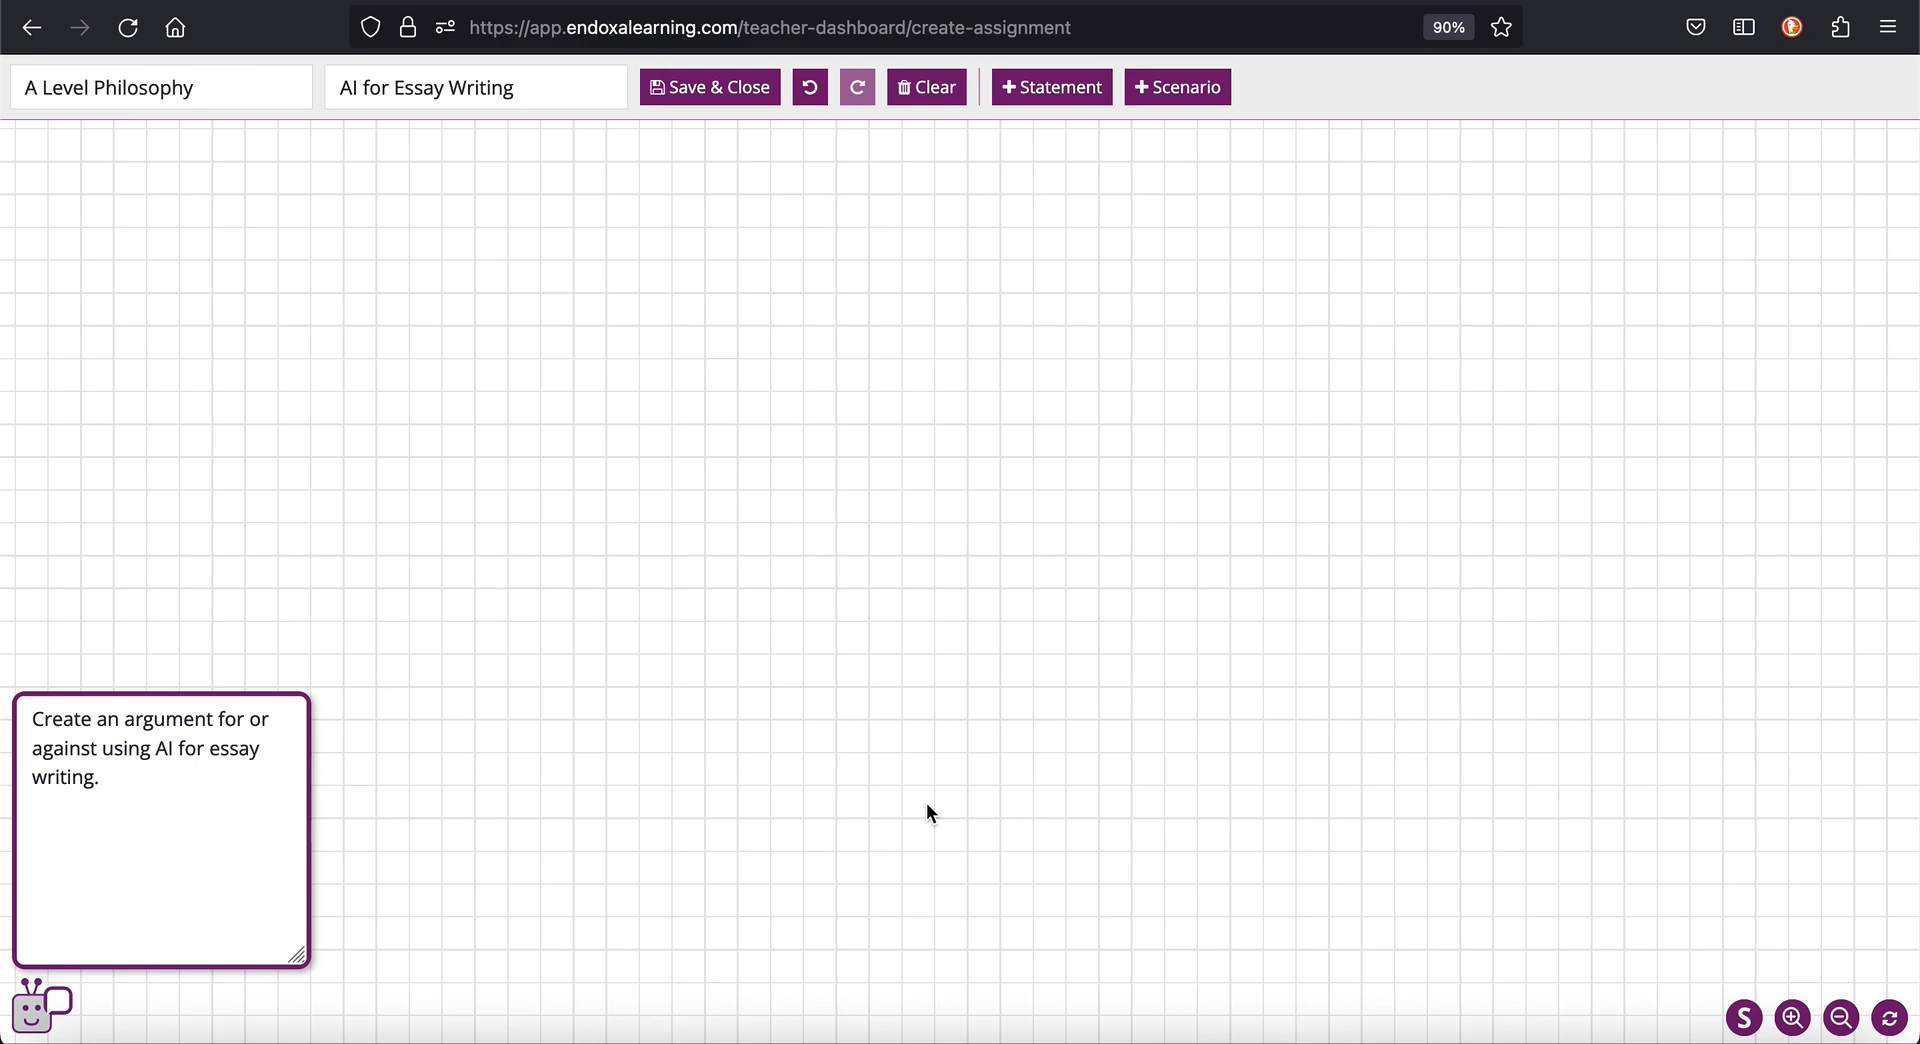 https://app.endoxalearning.com/teacher-dashboard/create-assignment
90%
A Level Philosophy
AI for Essay Writing
Save & Close
Clear
Statement
Scenario
Create an argument for or
against using AI for essay
writing.
S